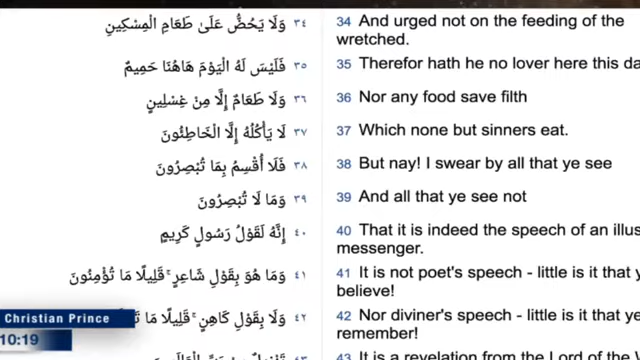 ٣٤ وَلَا يَحُضُّ عَلَىٰ طَعَامِ الْمِسْكِينِ
34 And urged not on the feeding of the
wretched.
٣٥ فَلَيْسَ لَهُ الْيَوْمَ هَاهُنَا حَمِيمٌ
35 Therefor hath he no lover here this
٣٦ وَلَا طَعَامٌ إِلَّا مِنْ غِسْلِينٍ
36 Nor any food save filth
٣٧ لَا يَأْكُلُهُ إِلَّا الْخَاطِئُونَ
37 Which none but sinners eat.
٣٨ فَلَا أُقْسِمُ بِمَا تُبْصِرُونَ
38 But nay! I swear by all that ye see
٣٩ وَمَا لَا تُبْصِرُونَ
39 And all that ye see not
٤٠ إِنَّهُ لَقَوْلُ رَسُولٍ كَرِيمٍ
40 That it is indeed the speech of an
messenger.
٤١ وَمَا هُوَ بِقَوْلِ شَاعِرٍ ۚ قَلِيلًا مَا تُؤْمِنُونَ
41 It is not poet's speech - little is it that
believe!
٤٢ وَلَا بِقَوْلِ كَاهِنٍ ۚ قَلِيلًا مَا
42 Nor diviner's speech - little is it that ye
remember!
43 It is a revelation from the Lord of the
Christian Prince
10:19